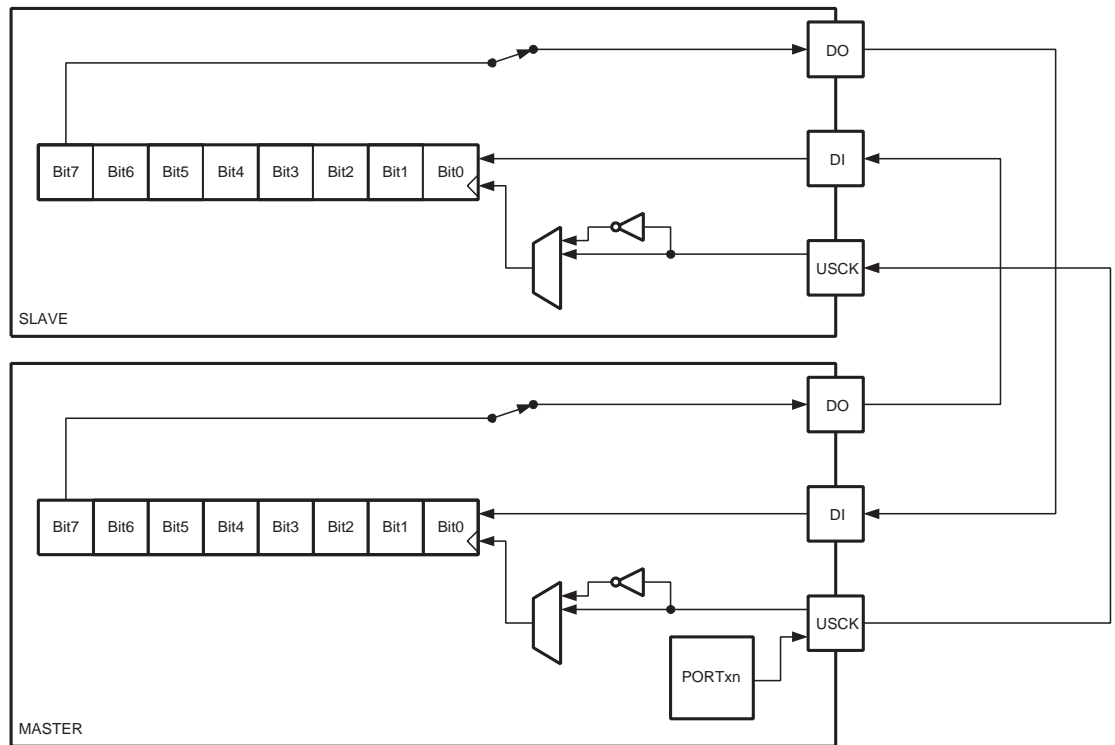 DO
Bit7 Bit6 Bit5 Bit4 Bit3 Bit2 Bit1 Bit0
DI
USCK
SLAVE
DO
Bit7 Bit6 Bit5 Bit4 Bit3 Bit2 Bit1 Bit0
DI
USCK
PORTxn
MASTER